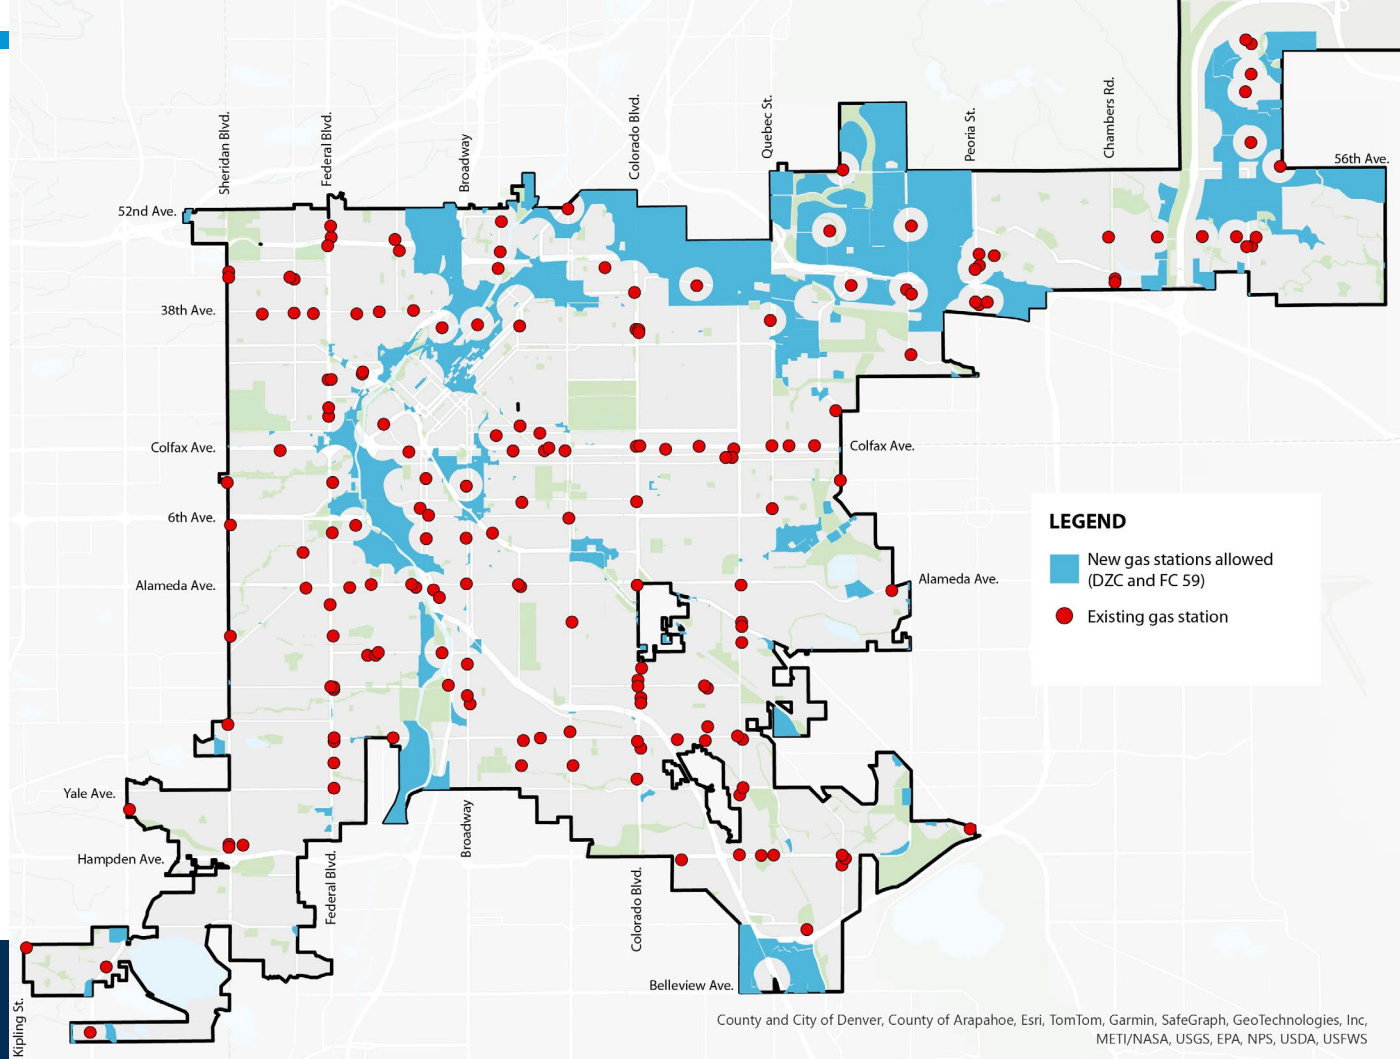 Sheridan Blvd.
Federal Blvd.
Broadway
Colorado Blvd.
Quebec St.
Peoria St.
Chambers Rd.
56th Ave.
52nd Ave.
38th Ave.
Colfax Ave.
Colfax Ave.
6th Ave.
Alameda Ave.
Alameda Ave.
LEGEND
New gas stations allowed
(DZC and FC 59)
Existing gas station
Yale Ave.
Hampden Ave.
Federal Blvd.
Broadway
Colorado Blvd.
Belleview Ave.
Kipling St.
County and City of Denver, County of Arapahoe, Esri, TomTom, Garmin, SafeGraph, GeoTechnologies, Inc,
METI/NASA, USGS, EPA, NPS, USDA, USFWS